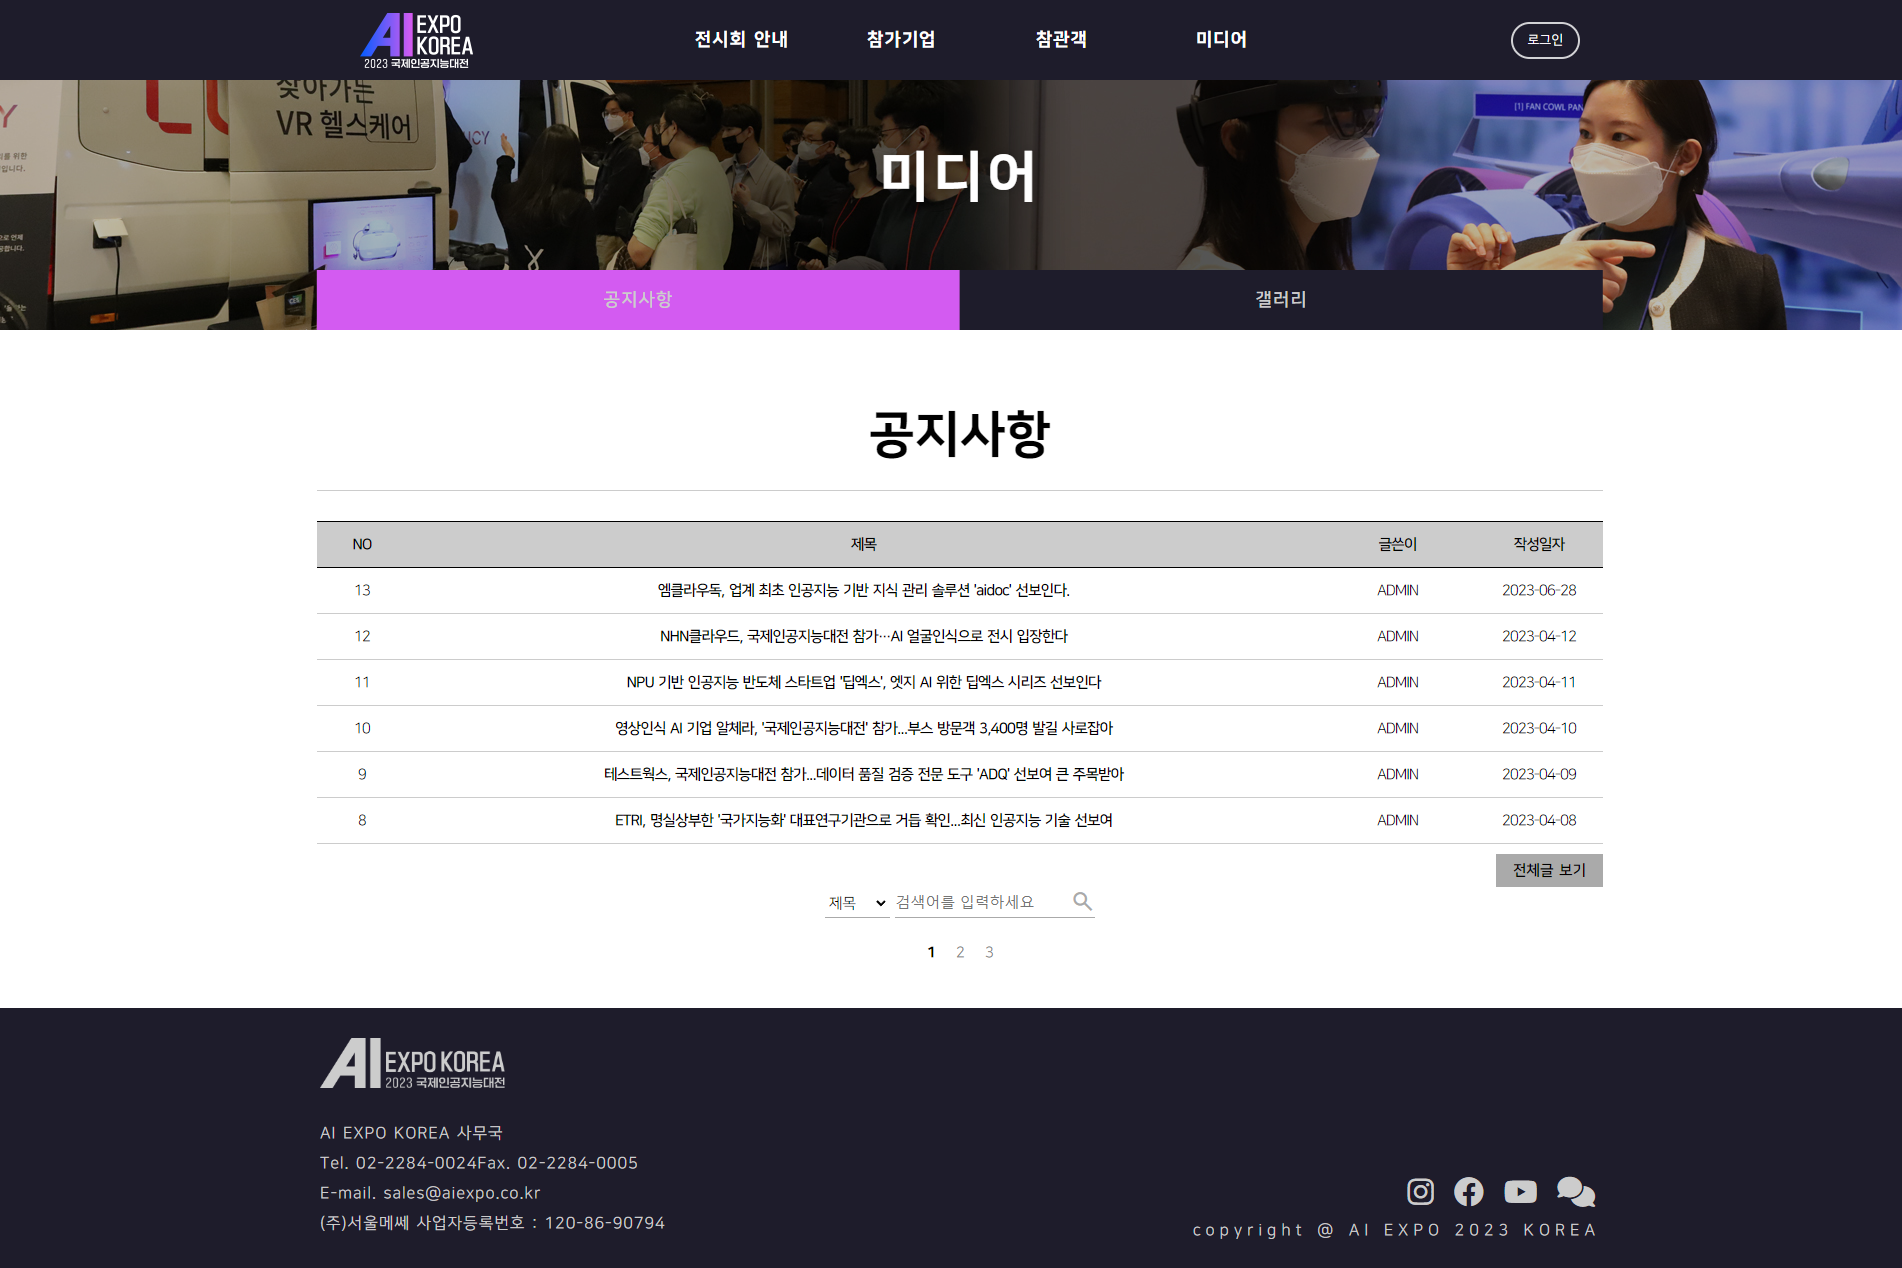 AI EXPO KOREA
2023 국제인공지능대전
전시회 안내
참가기업
참관객
미디어
로그인
찾아가는
VR 헬스케어
[1] FAN COWL PAN
미디어
공지사항
갤러리
공지사항
NO 제목 글쓴이 작성일자
13 엠클라우독, 업계 최초 인공지능 기반 지식 관리 솔루션 'aidoc' 선보인다. ADMIN 2023-06-28
12 NHN클라우드, 국제인공지능대전 참가…AI 얼굴인식으로 전시 입장한다 ADMIN 2023-04-12
11 NPU 기반 인공지능 반도체 스타트업 '딥엑스', 엣지 AI 위한 딥엑스 시리즈 선보인다 ADMIN 2023-04-11
10 영상인식 AI 기업 알체라, '국제인공지능대전' 참가...부스 방문객 3,400명 발길 사로잡아 ADMIN 2023-04-10
9 테스트웍스, 국제인공지능대전 참가...데이터 품질 검증 전문 도구 'ADQ' 선보여 큰 주목받아 ADMIN 2023-04-09
8 ETRI, 명실상부한 '국가지능화' 대표연구기관으로 거듭 확인...최신 인공지능 기술 선보여 ADMIN 2023-04-08
전체글 보기
제목 검색어를 입력하세요
1 2 3
AI EXPO KOREA
2023 국제인공지능대전
AI EXPO KOREA 사무국
Tel. 02-2284-0024Fax. 02-2284-0005
E-mail. sales@aiexpo.co.kr
(주)서울메쎄 사업자등록번호 : 120-86-90794
copyright @ AI EXPO 2023 KOREA